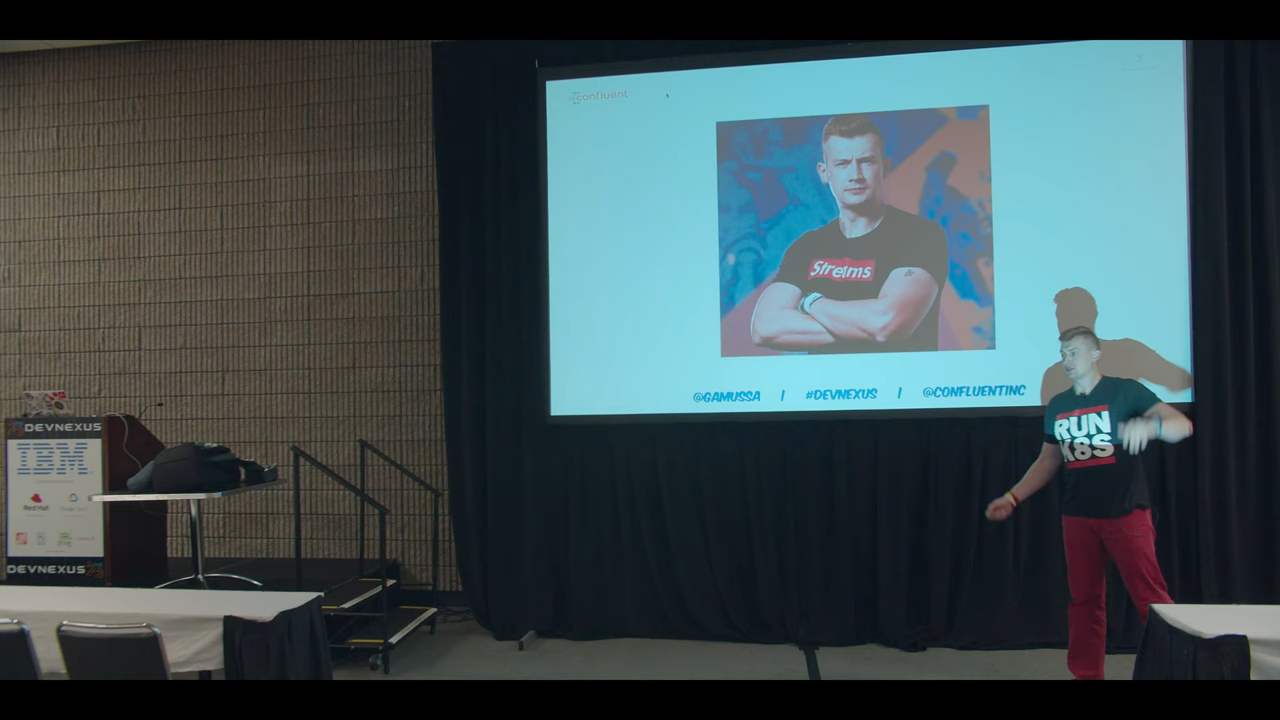 confluent
Streams
@GAMUSSA | #DEVNEXUS | @CONFLUENTINC
RUN
K8S
DEVNEXUS
IBM
Red Hat
DEVNEXUS